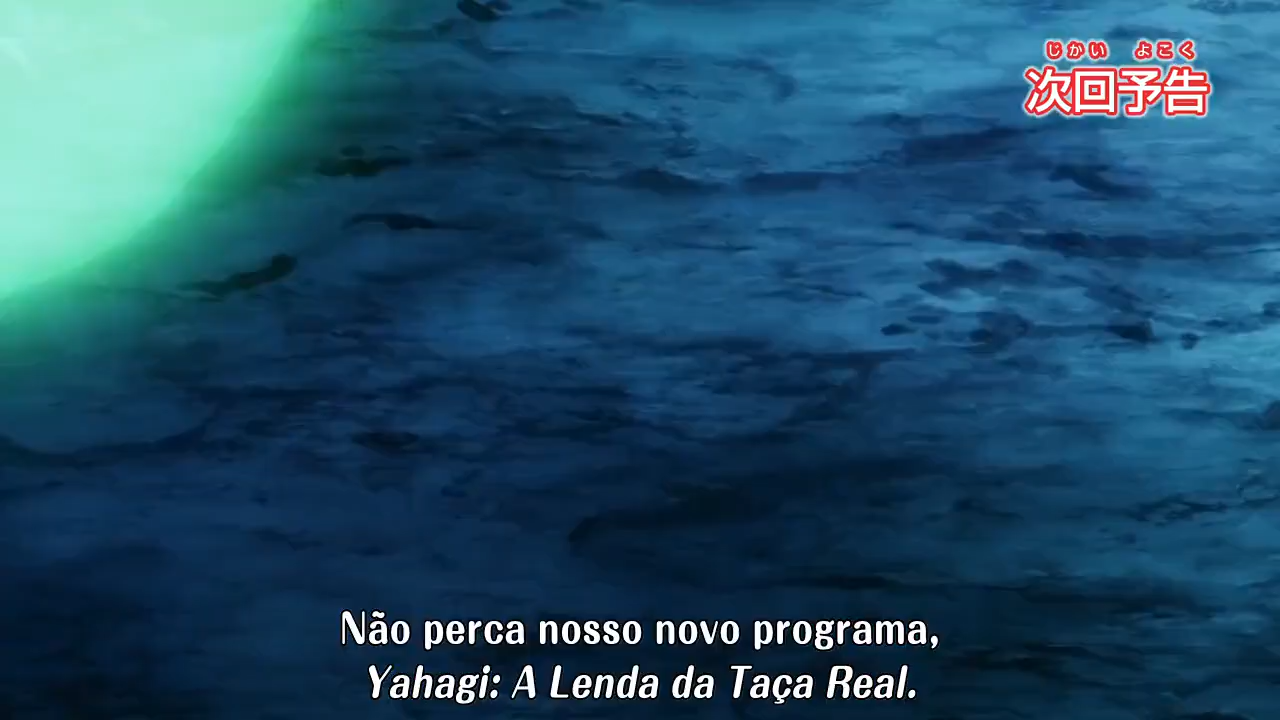 じかい よこく
次回予告
Não perca nosso novo programa,
Yahagi: A Lenda da Taça Real.